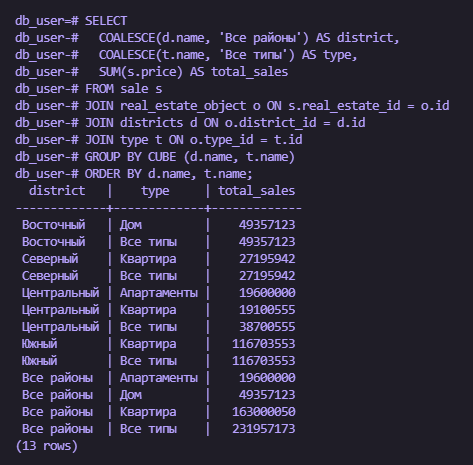 db_user=# SELECT
db_user-#   COALESCE(d.name, 'Все районы') AS district,
db_user-#   COALESCE(t.name, 'Все типы') AS type,
db_user-#   SUM(s.price) AS total_sales
db_user-# FROM sale s
db_user-# JOIN real_estate_object o ON s.real_estate_id = o.id
db_user-# JOIN districts d ON o.district_id = d.id
db_user-# JOIN type t ON o.type_id = t.id
db_user-# GROUP BY CUBE (d.name, t.name)
db_user-# ORDER BY d.name, t.name;
  district   |    type     | total_sales
-------------+-------------+-------------
 Восточный   | Дом         |    49357123
 Восточный   | Все типы    |    49357123
 Северный    | Квартира    |    27195942
 Северный    | Все типы    |    27195942
 Центральный | Апартаменты |    19600000
 Центральный | Квартира    |    19100555
 Центральный | Все типы    |    38700555
 Южный       | Квартира    |   116703553
 Южный       | Все типы    |   116703553
 Все районы  | Апартаменты |    19600000
 Все районы  | Дом         |    49357123
 Все районы  | Квартира    |   163000050
 Все районы  | Все типы    |   231957173
(13 rows)